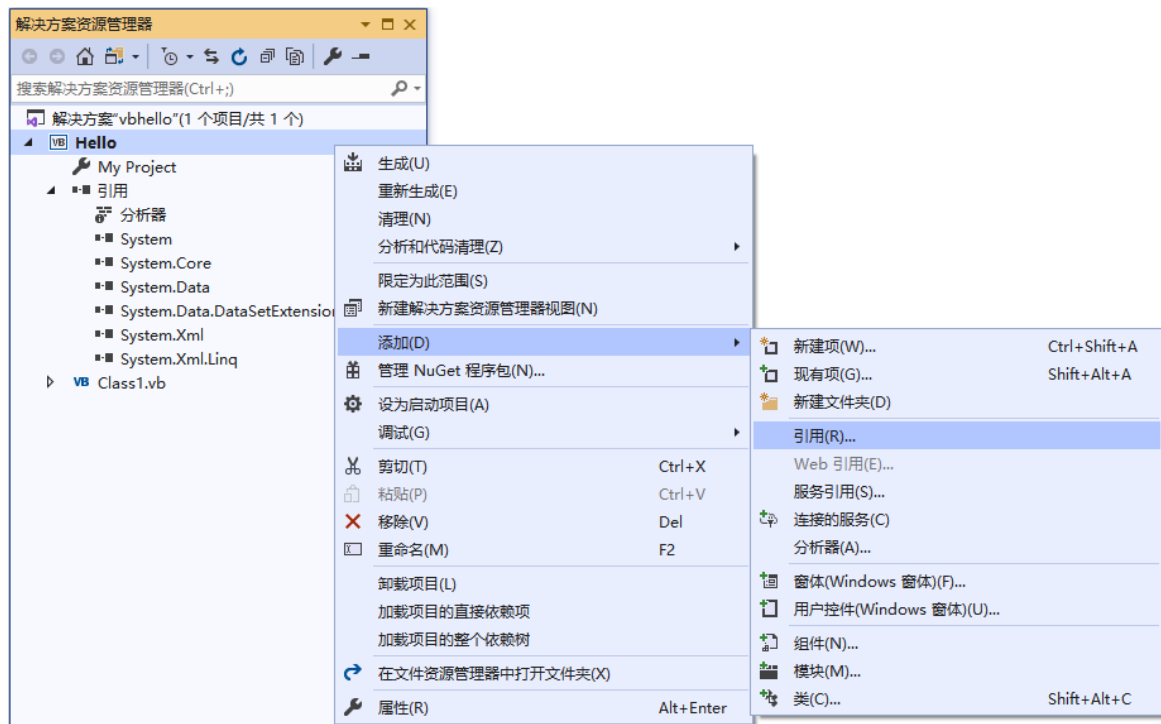 解决方案资源管理器
搜索解决方案资源管理器(Ctrl+;)
解决方案"vbhello"(1 个项目/共 1 个)
VB Hello
My Project
引用
分析器
System
System.Core
System.Data
System.Data.DataSetExtension
System.Xml
System.Xml.Linq
VB Class1.vb
生成(U)
重新生成(E)
清理(N)
分析和代码清理(Z)
限定为此范围(S)
新建解决方案资源管理器视图(N)
添加(D)
管理 NuGet 程序包(N)...
设为启动项目(A)
调试(G)
剪切(T) Ctrl+X
粘贴(P) Ctrl+V
移除(V) Del
重命名(M) F2
卸载项目(L)
加载项目的直接依赖项
加载项目的整个依赖树
在文件资源管理器中打开文件夹(X)
属性(R) Alt+Enter
新建项(W)... Ctrl+Shift+A
现有项(G)... Shift+Alt+A
新建文件夹(D)
引用(R)...
Web 引用(E)...
服务引用(S)...
连接的服务(C)
分析器(A)...
窗体(Windows 窗体)(F)...
用户控件(Windows 窗体)(U)...
组件(N)...
模块(M)...
类(C)... Shift+Alt+C